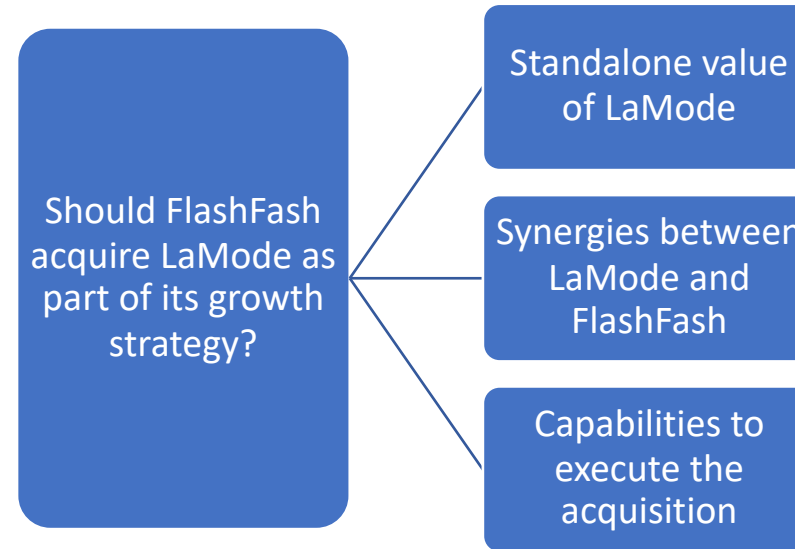 Should FlashFash
acquire LaMode as
part of its growth
strategy?
Standalone value
of LaMode
Synergies between
LaMode and
FlashFash
Capabilities to
execute the
acquisition